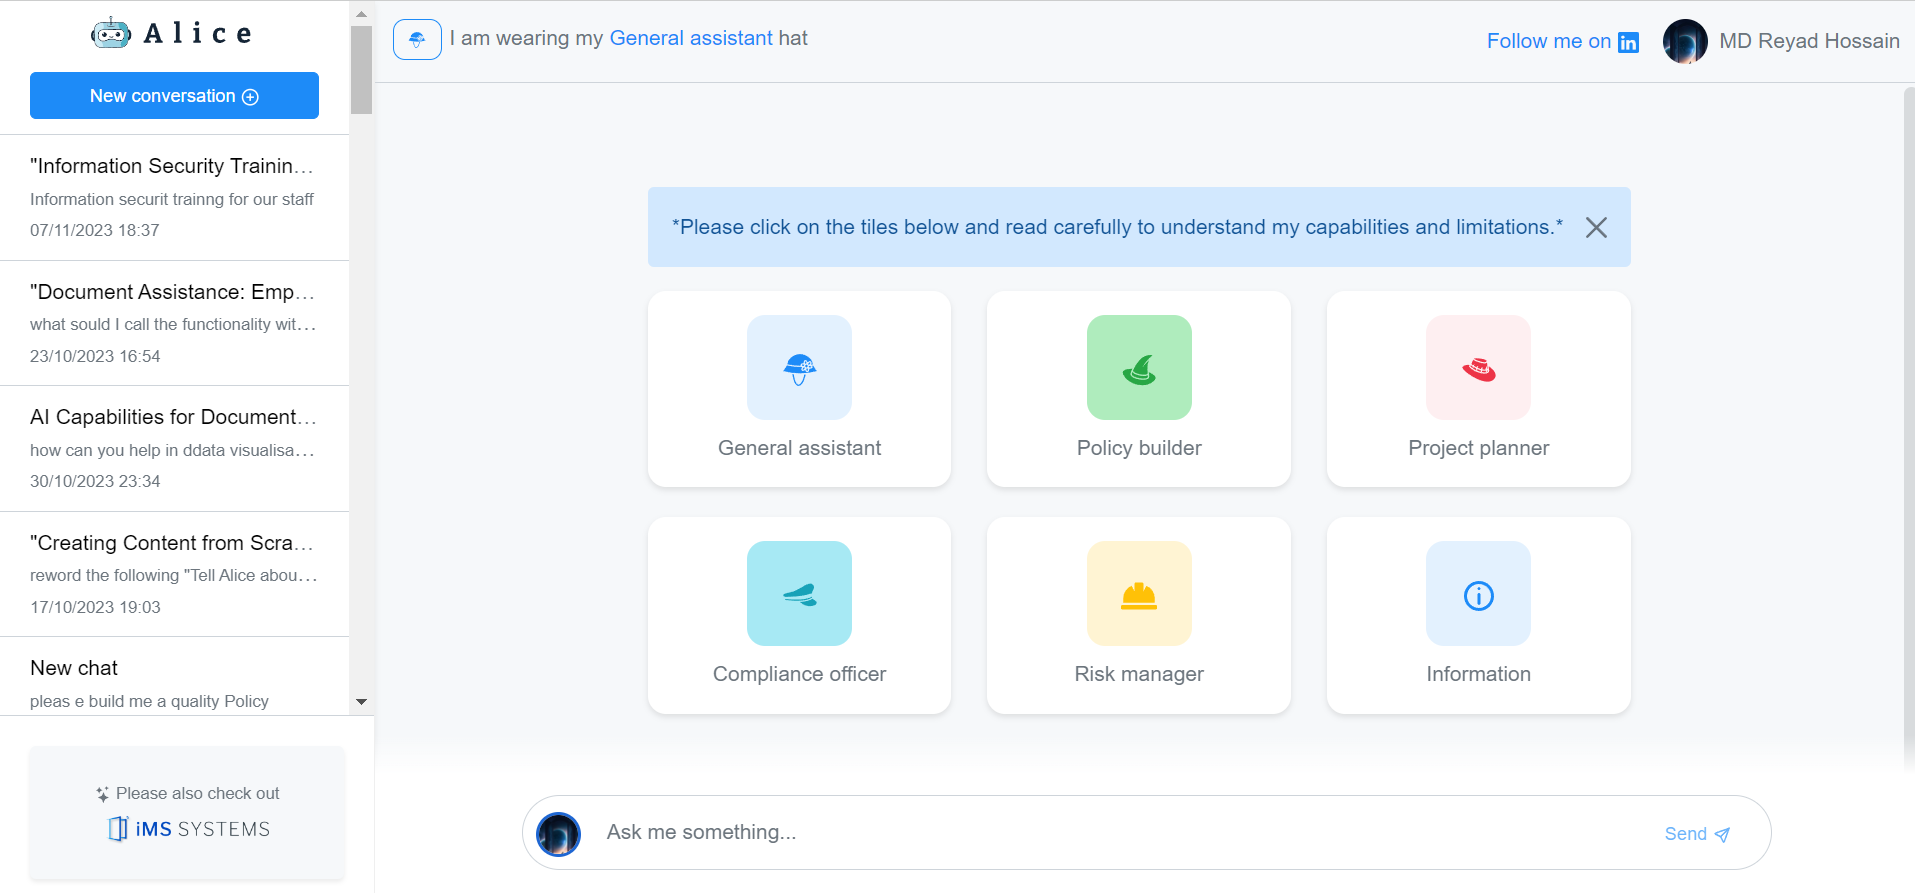 Alice
New conversation
"Information Security Trainin...
Information securit trainng for our staff
07/11/2023 18:37
"Document Assistance: Emp...
what sould I call the functionality wit...
23/10/2023 16:54
AI Capabilities for Document...
how can you help in ddata visualisa...
30/10/2023 23:34
"Creating Content from Scra...
reword the following "Tell Alice abou...
17/10/2023 19:03
New chat
pleas e build me a quality Policy
Please also check out
iMS SYSTEMS
I am wearing my General assistant hat
Follow me on in
MD Reyad Hossain
*Please click on the tiles below and read carefully to understand my capabilities and limitations.*
General assistant
Policy builder
Project planner
Compliance officer
Risk manager
Information
Ask me something...
Send